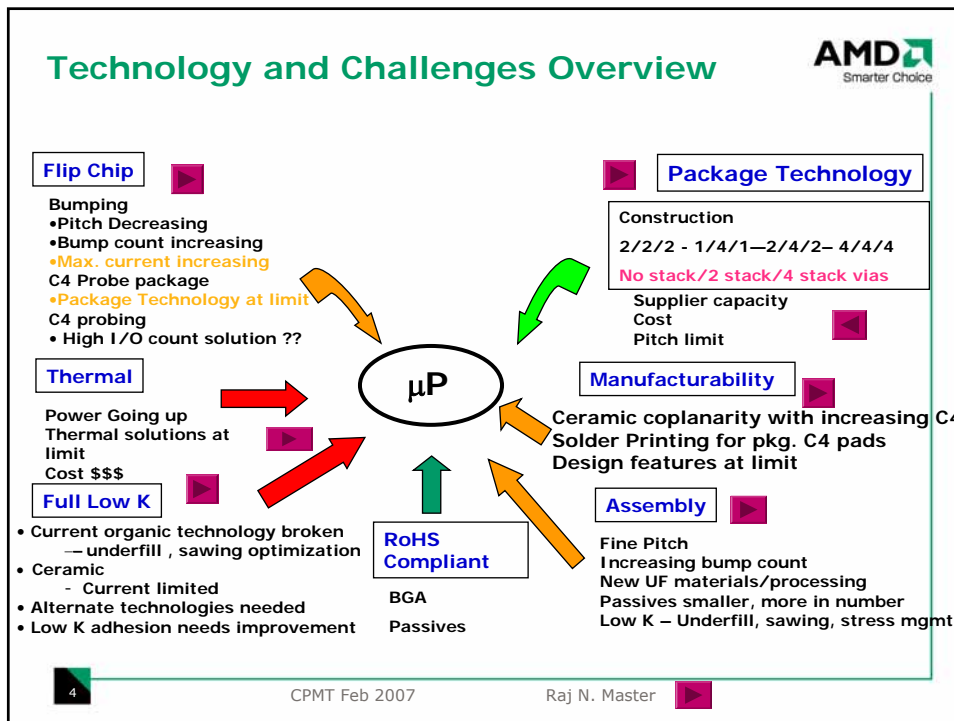 Technology and Challenges Overview
AMD
Smarter Choice
Flip Chip
Bumping
•Pitch Decreasing
•Bump count increasing
•Max. current increasing
C4 Probe package
•Package Technology at limit
C4 probing
• High I/O count solution ??
Thermal
Power Going up
Thermal solutions at
limit
Cost $$$
Full Low K
• Current organic technology broken
—– underfill , sawing optimization
• Ceramic
- Current limited
• Alternate technologies needed
• Low K adhesion needs improvement
μP
RoHS
Compliant
BGA
Passives
Package Technology
Construction
2/2/2 - 1/4/1—2/4/2– 4/4/4
No stack/2 stack/4 stack vias
Supplier capacity
Cost
Pitch limit
Manufacturability
Ceramic coplanarity with increasing C4
Solder Printing for pkg. C4 pads
Design features at limit
Assembly
Fine Pitch
Increasing bump count
New UF materials/processing
Passives smaller, more in number
Low K – Underfill, sawing, stress mgmt
4
CPMT Feb 2007
Raj N. Master